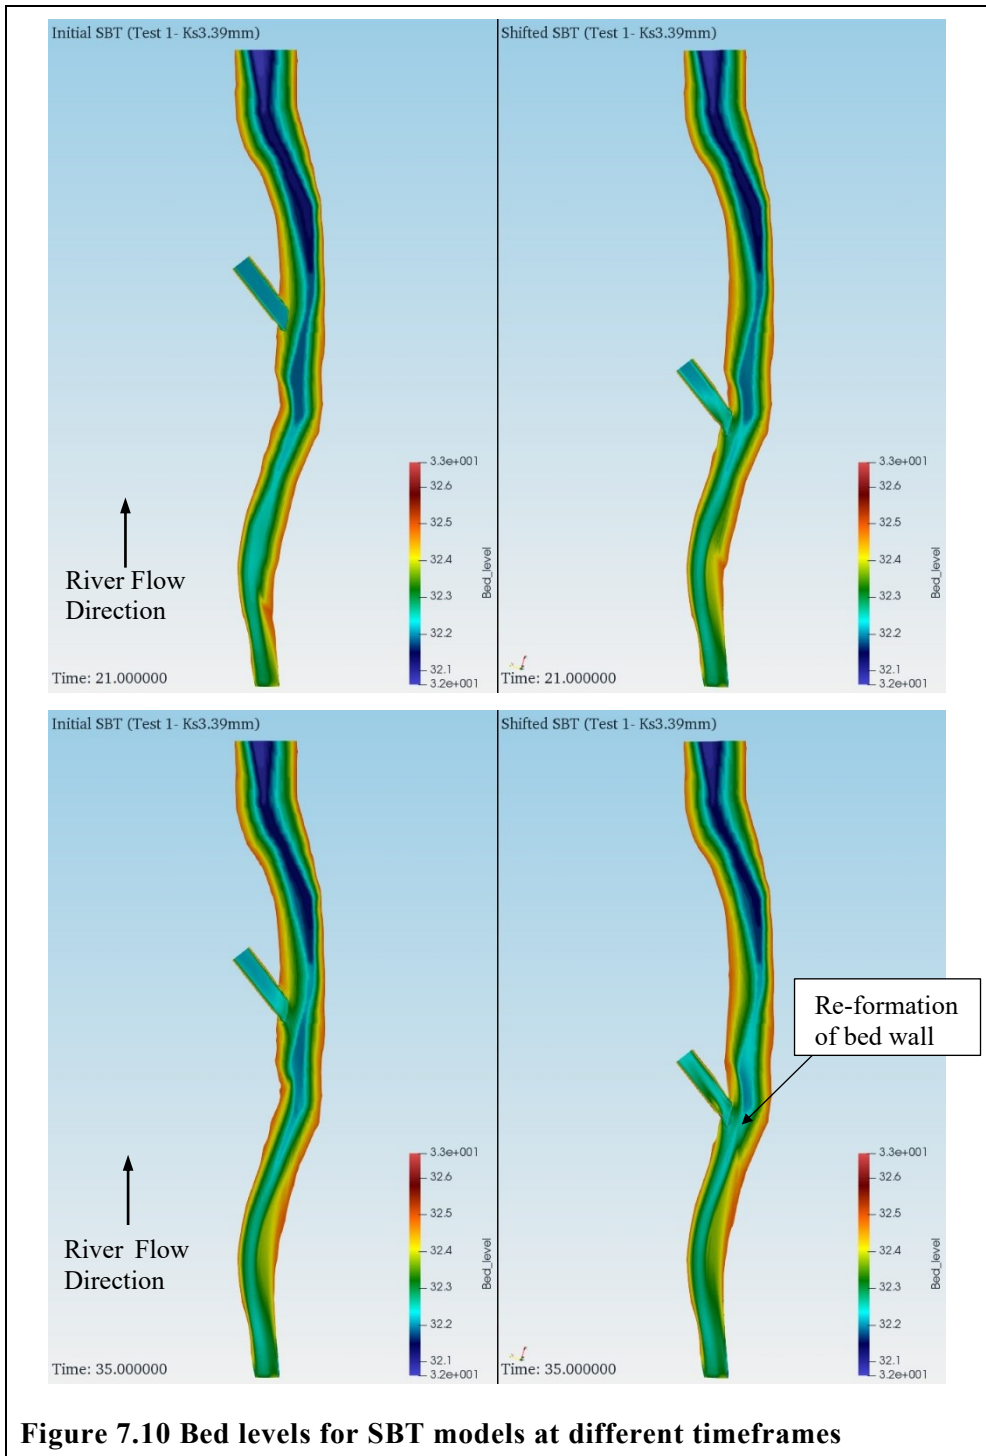 Initial SBT (Test 1- Ks3.39mm)
Shifted SBT (Test 1- Ks3.39mm)
3.3e+001
32.6
32.5
32.4
32.3
32.2
32.1
3.2e+001
Bed_level
3.3e+001
32.6
32.5
32.4
32.3
32.2
32.1
3.2e+001
Bed_level
River Flow
Direction
Time: 21.000000
Time: 21.000000
Initial SBT (Test 1- Ks3.39mm)
Shifted SBT (Test 1- Ks3.39mm)
Re-formation
of bed wall
3.3e+001
32.6
32.5
32.4
32.3
32.2
32.1
3.2e+001
Bed_level
3.3e+001
32.6
32.5
32.4
32.3
32.2
32.1
3.2e+001
Bed_level
River Flow
Direction
Time: 35.000000
Time: 35.000000
Figure 7.10 Bed levels for SBT models at different timeframes